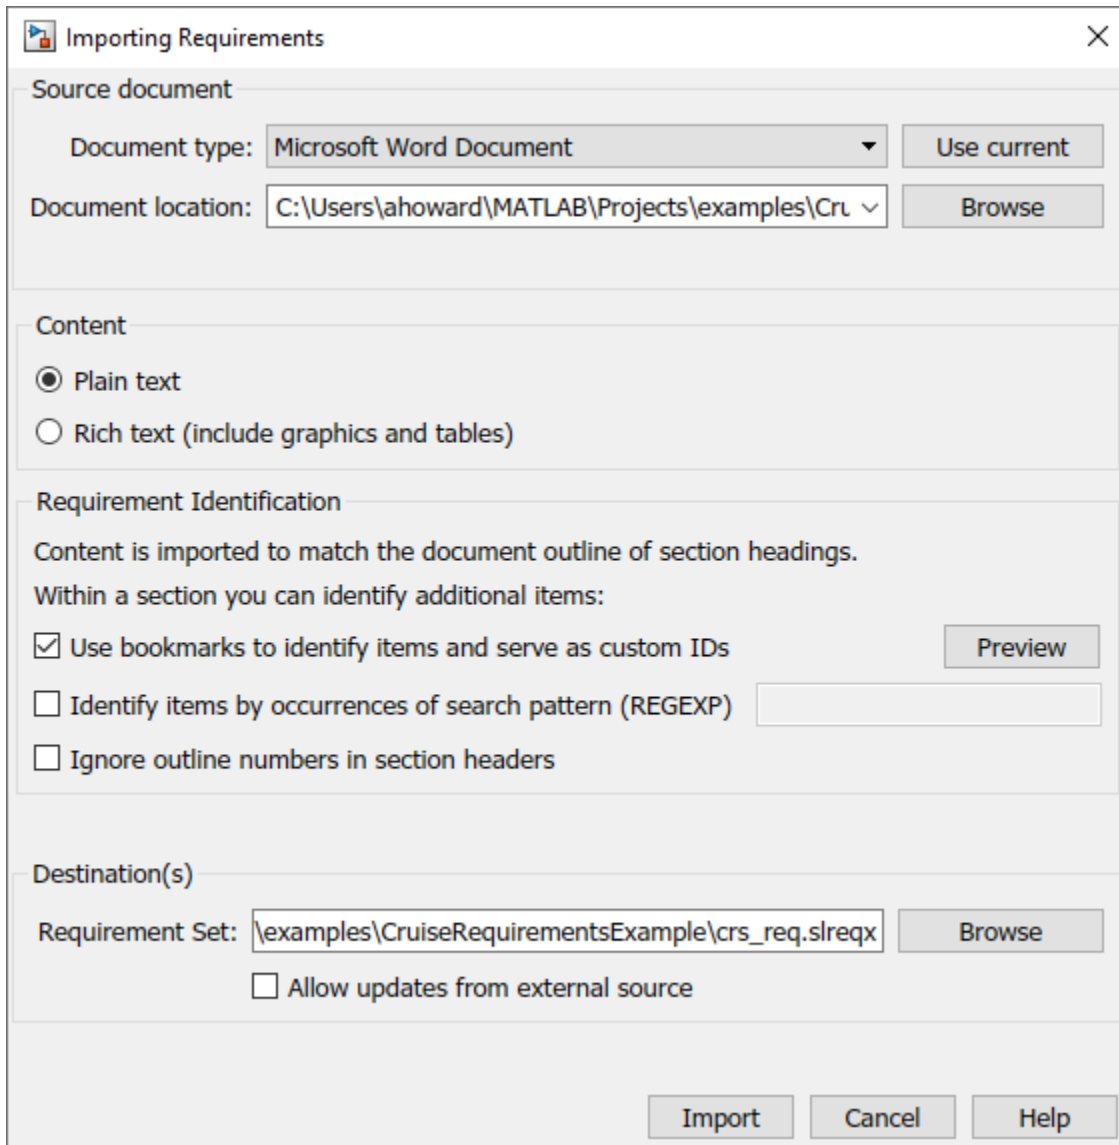 Importing Requirements
Source document
Document type: Microsoft Word Document Use current
Document location: C:\Users\ahoward\MATLAB\Projects\examples\Cru Browse
Content
Plain text
Rich text (include graphics and tables)
Requirement Identification
Content is imported to match the document outline of section headings.
Within a section you can identify additional items:
Use bookmarks to identify items and serve as custom IDs Preview
Identify items by occurrences of search pattern (REGEXP)
Ignore outline numbers in section headers
Destination(s)
Requirement Set: \examples\CruiseRequirementsExample\crs_req.slreqx Browse
Allow updates from external source
Import Cancel Help